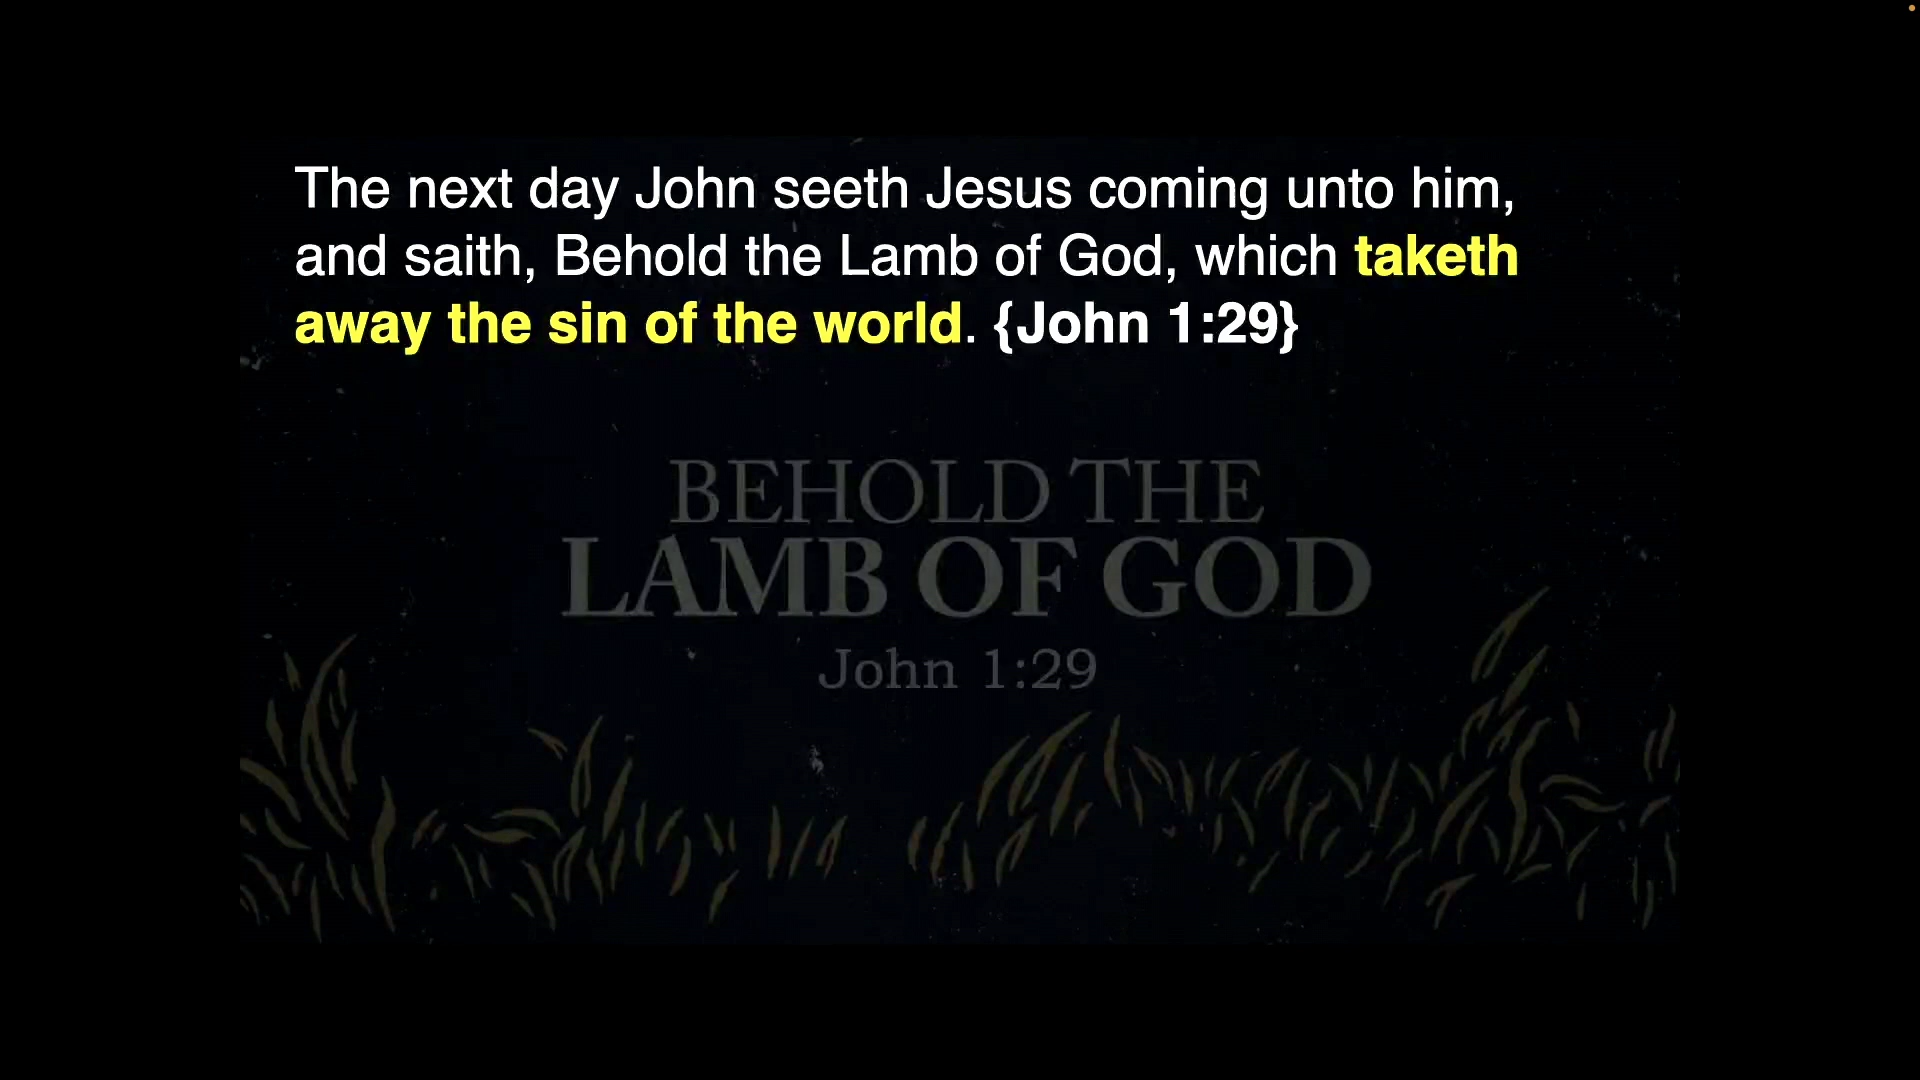 The next day John seeth Jesus coming unto him,
and saith, Behold the Lamb of God, which taketh
away the sin of the world. {John 1:29}
BEHOLD THE
LAMB OF GOD
John 1:29